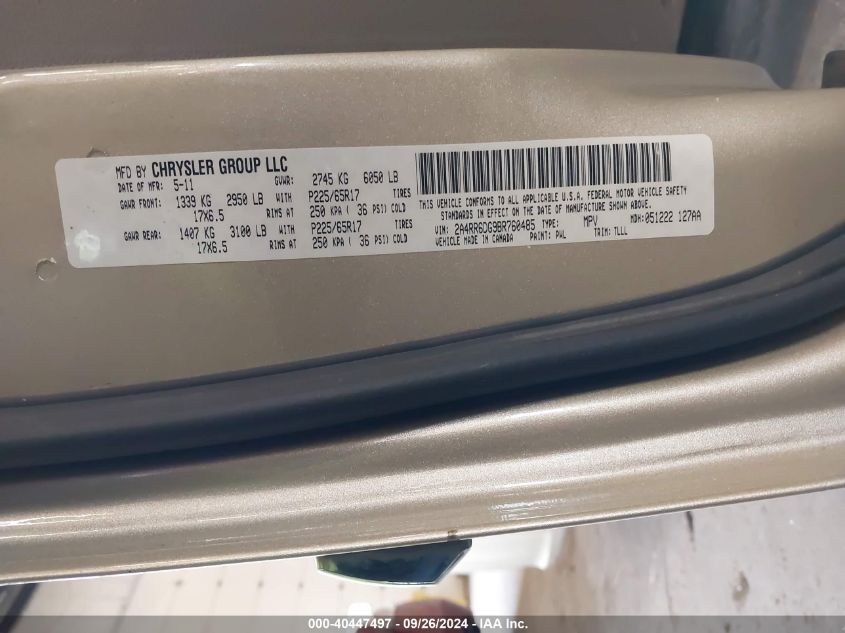 MFD BY CHRYSLER GROUP LLC
DATE OF MFR: 5-11 GVWR: 2745 KG 6050 LB
GAWR FRONT: 1339 KG 2950 LB WITH P225/65R17 TIRES
17X6.5 RIMS AT 250 KPA ( 36 PSI) COLD
GAWR REAR: 1407 KG 3100 LB WITH P225/65R17 TIRES
17X6.5 RIMS AT 250 KPA ( 36 PSI) COLD
THIS VEHICLE CONFORMS TO ALL APPLICABLE U.S.A. FEDERAL MOTOR VEHICLE SAFETY
STANDARDS IN EFFECT ON THE DATE OF MANUFACTURE SHOWN ABOVE.
VIN: 2A4RR6DG9BR760485 TYPE: MPV MDH: 051222 127AA
VEHICLE MADE IN CANADA PAINT: PWL TRIM: TLLL
000-40447497 - 09/26/2024 - IAA Inc.